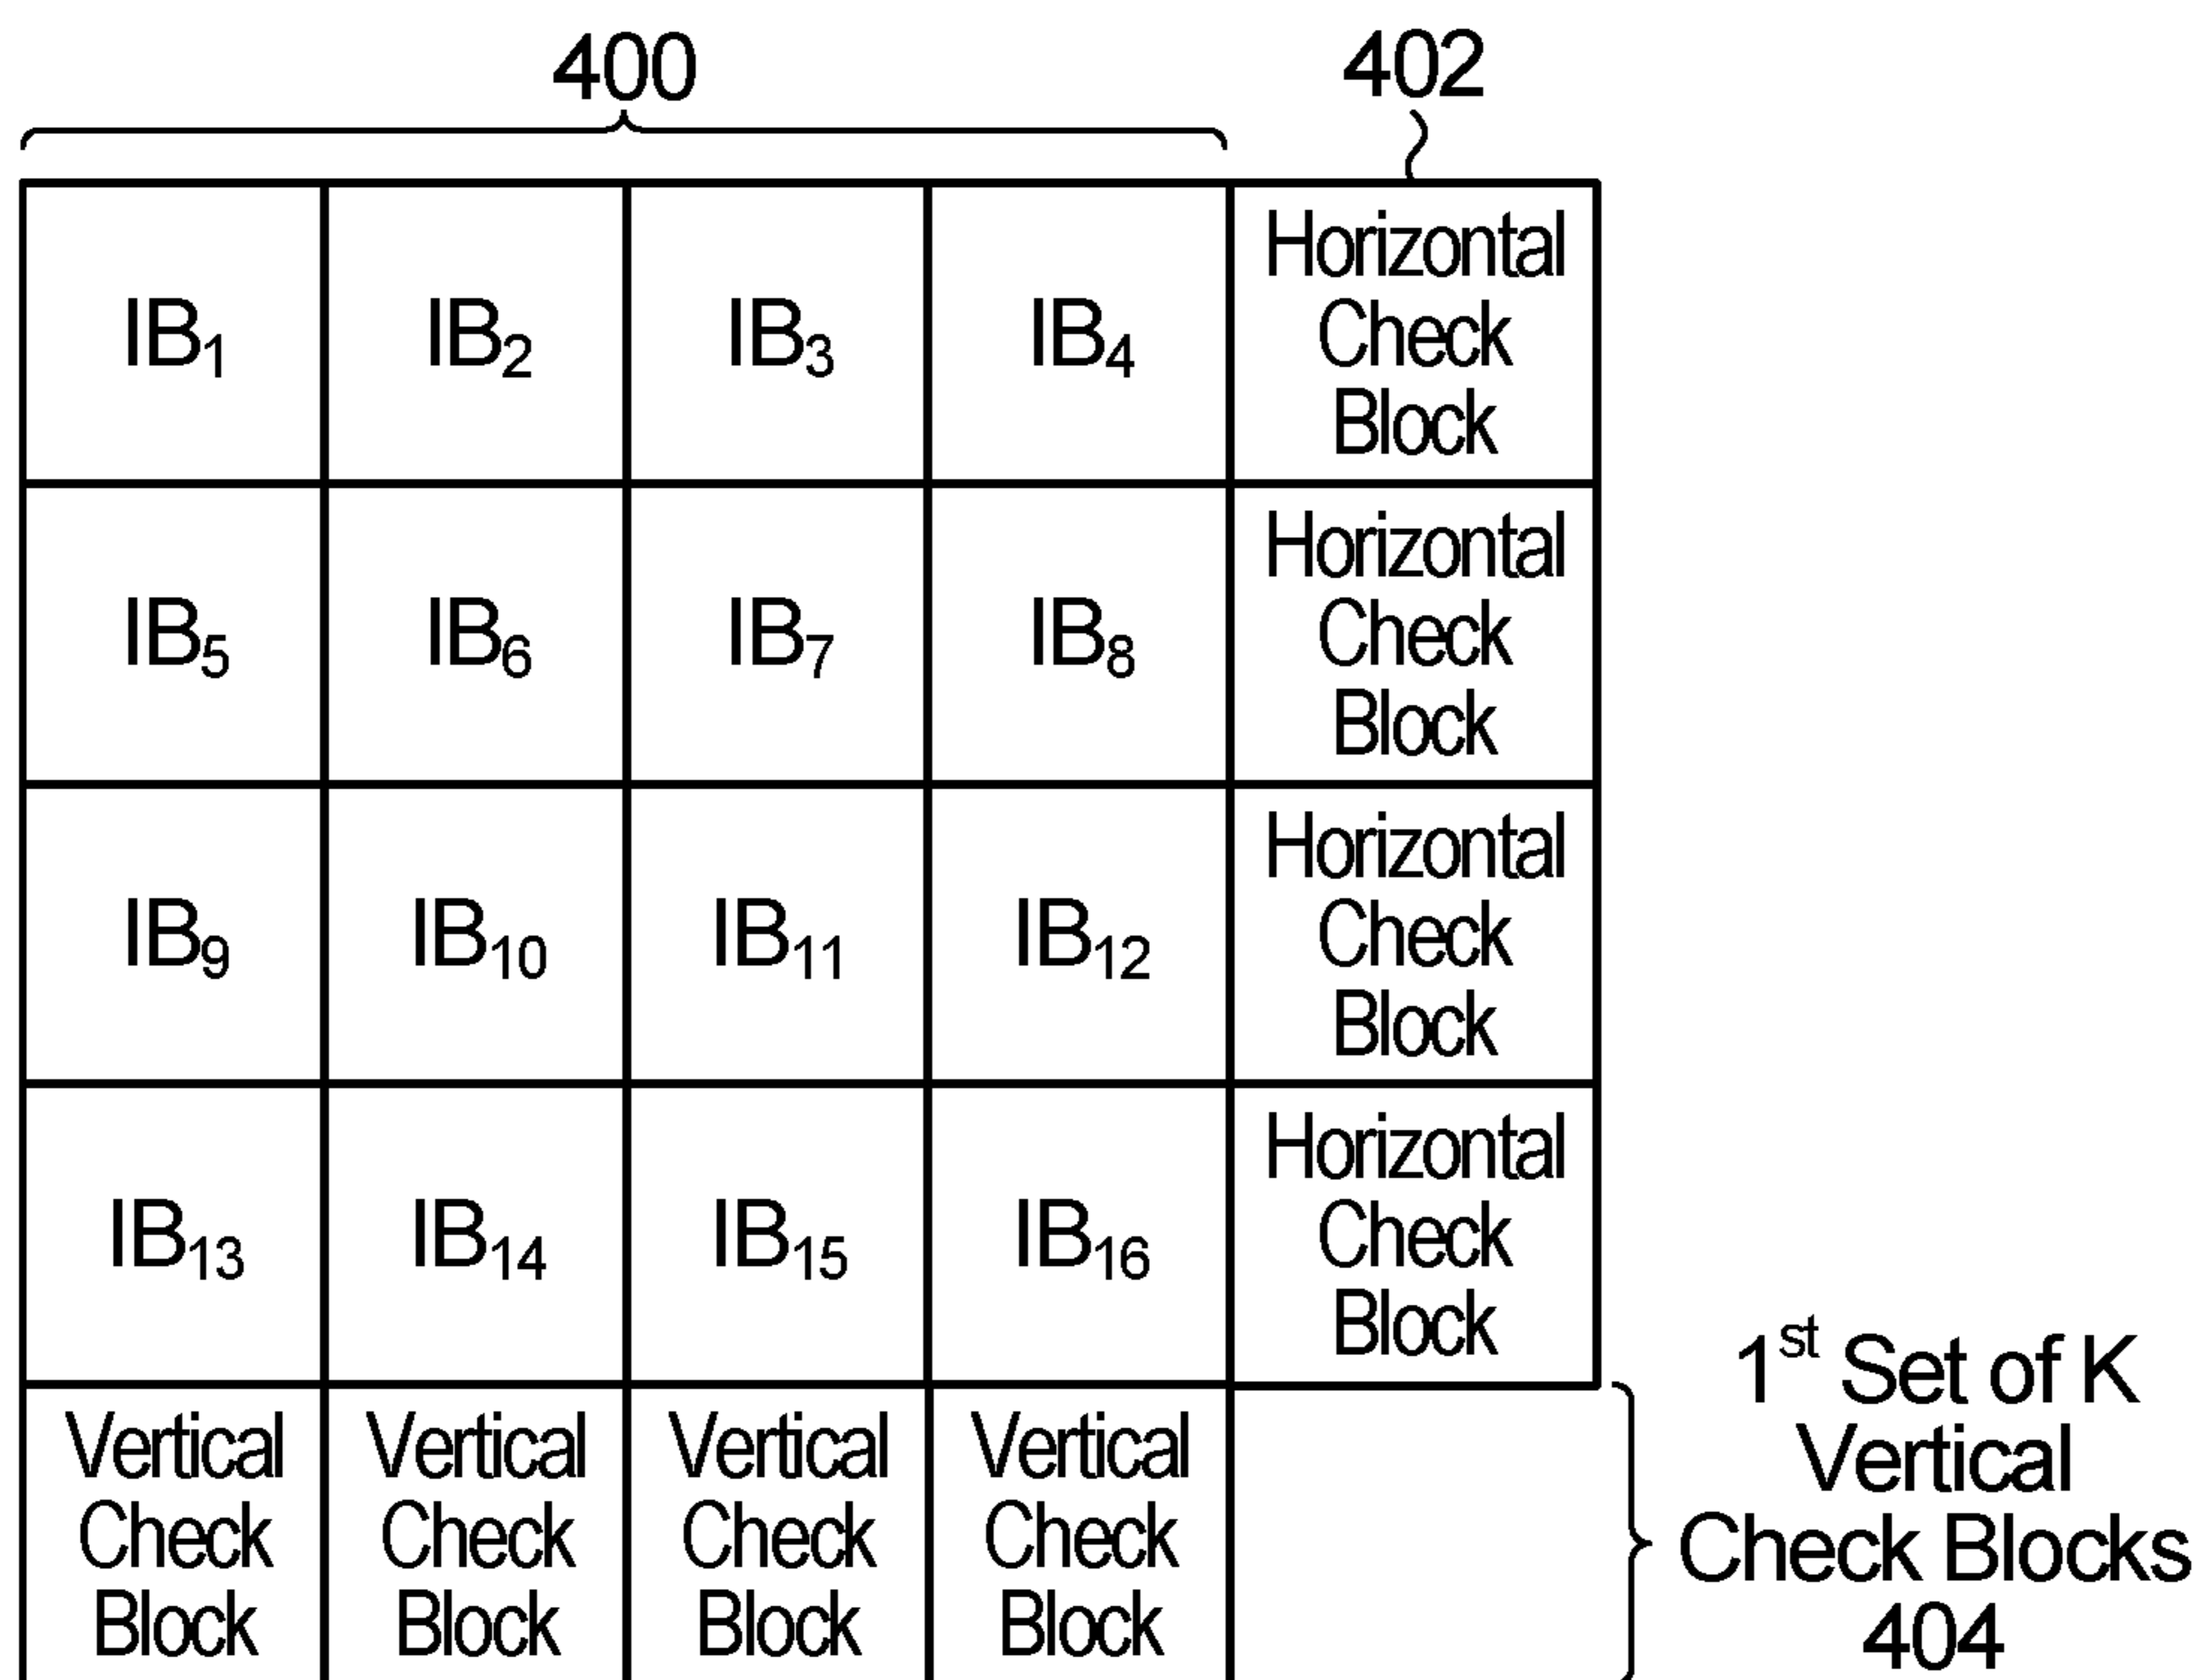 400 402
IB1 IB2 IB3 IB4 Horizontal Check Block
IB5 IB6 IB7 IB8 Horizontal Check Block
IB9 IB10 IB11 IB12 Horizontal Check Block
IB13 IB14 IB15 IB16 Horizontal Check Block
Vertical Check Block Vertical Check Block Vertical Check Block Vertical Check Block
1st Set of K
Vertical
Check Blocks
404